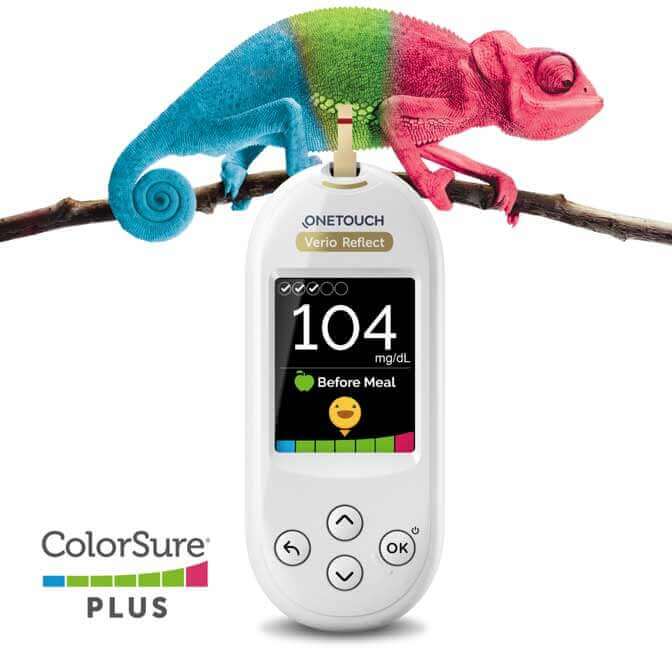 ONETOUCH
Verio Reflect
104
mg/dL
Before Meal
OK
ColorSure®
PLUS